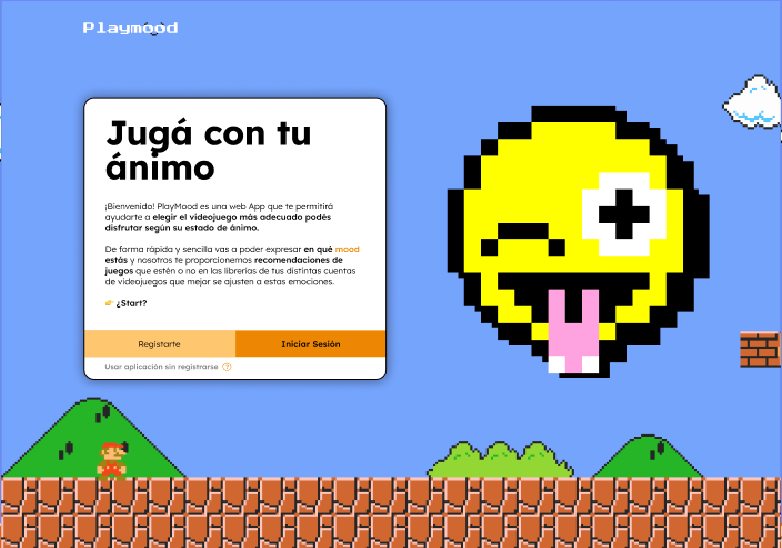 Playmood
Jugá con tu
ánimo
¡Bienvenido! PlayMood es una web App que te permitirá
ayudarte a elegir el videojuego más adecuado podés
disfrutar según su estado de ánimo.
De forma rápida y sencilla vas a poder expresar en qué mood
estás y nosotros te proporcionemos recomendaciones de
juegos que estén o no en las librerías de tus distintas cuentas
de videojuegos que mejar se ajusten a estas emociones.
👉 ¿Start?
Registarte
Iniciar Sesión
Usar aplicación sin registrarse ?